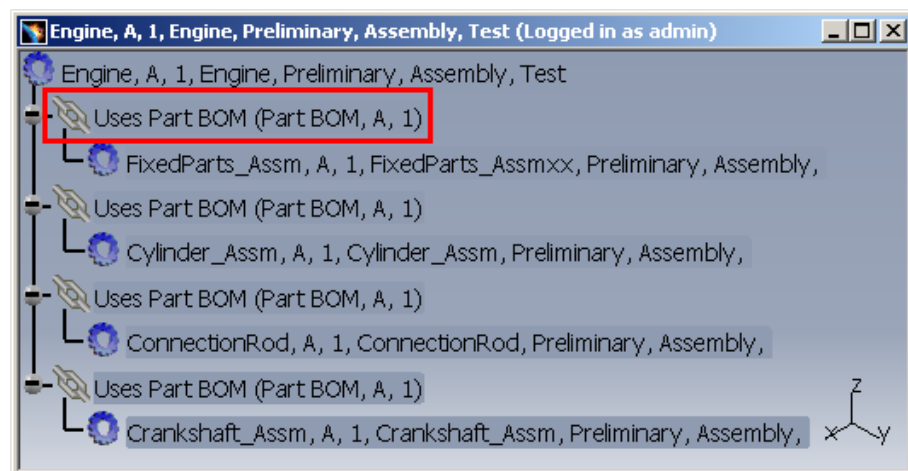 Engine, A, 1, Engine, Preliminary, Assembly, Test (Logged in as admin)
Engine, A, 1, Engine, Preliminary, Assembly, Test
Uses Part BOM (Part BOM, A, 1)
FixedParts_Assm, A, 1, FixedParts_Assmxx, Preliminary, Assembly,
Uses Part BOM (Part BOM, A, 1)
Cylinder_Assm, A, 1, Cylinder_Assm, Preliminary, Assembly,
Uses Part BOM (Part BOM, A, 1)
ConnectionRod, A, 1, ConnectionRod, Preliminary, Assembly,
Uses Part BOM (Part BOM, A, 1)
Crankshaft_Assm, A, 1, Crankshaft_Assm, Preliminary, Assembly,
z
x y